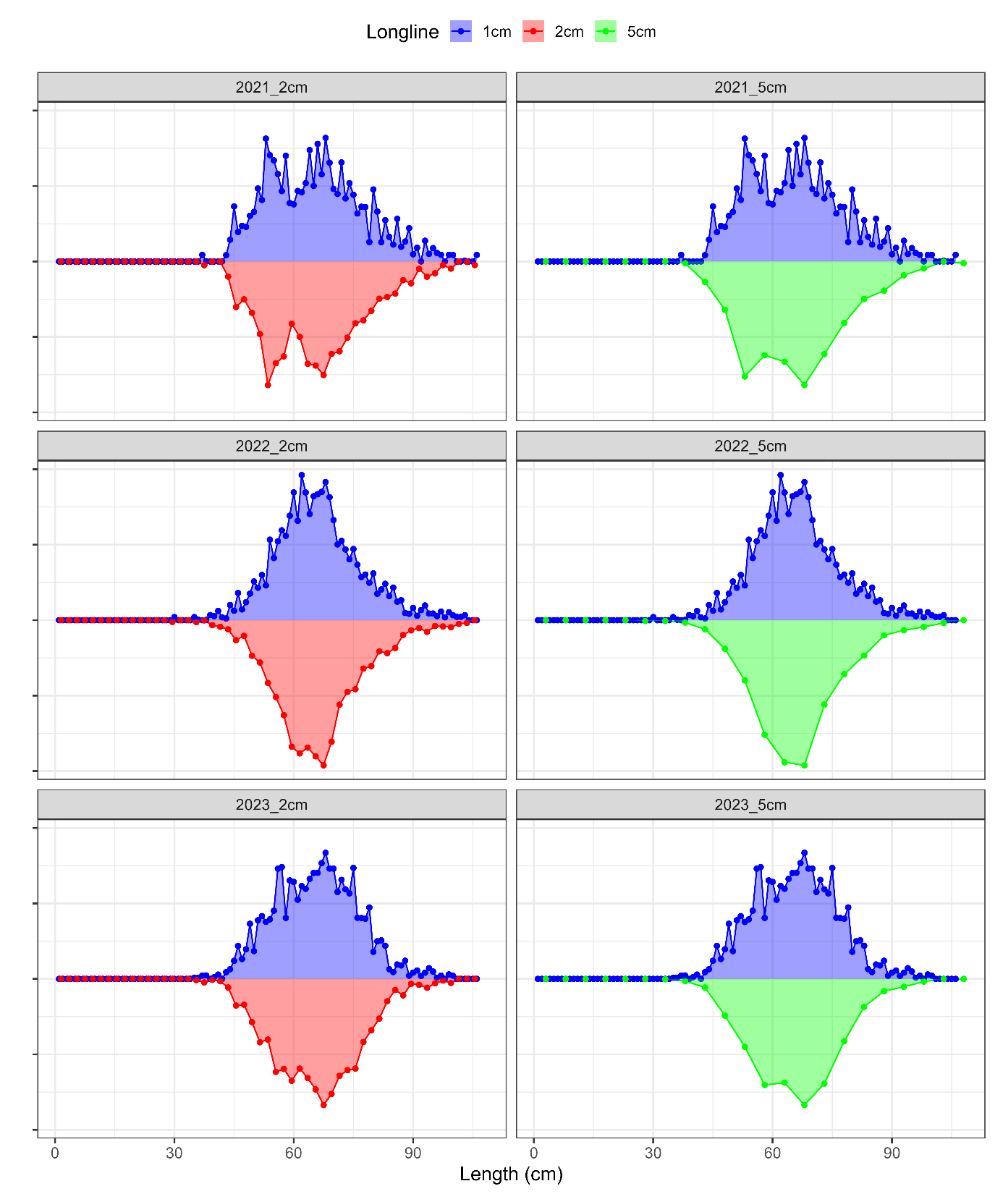 Longline 1cm 2cm 5cm
2021_2cm 2021_5cm
2022_2cm 2022_5cm
2023_2cm 2023_5cm
0 30 60 90 0 30 60 90
Length (cm)